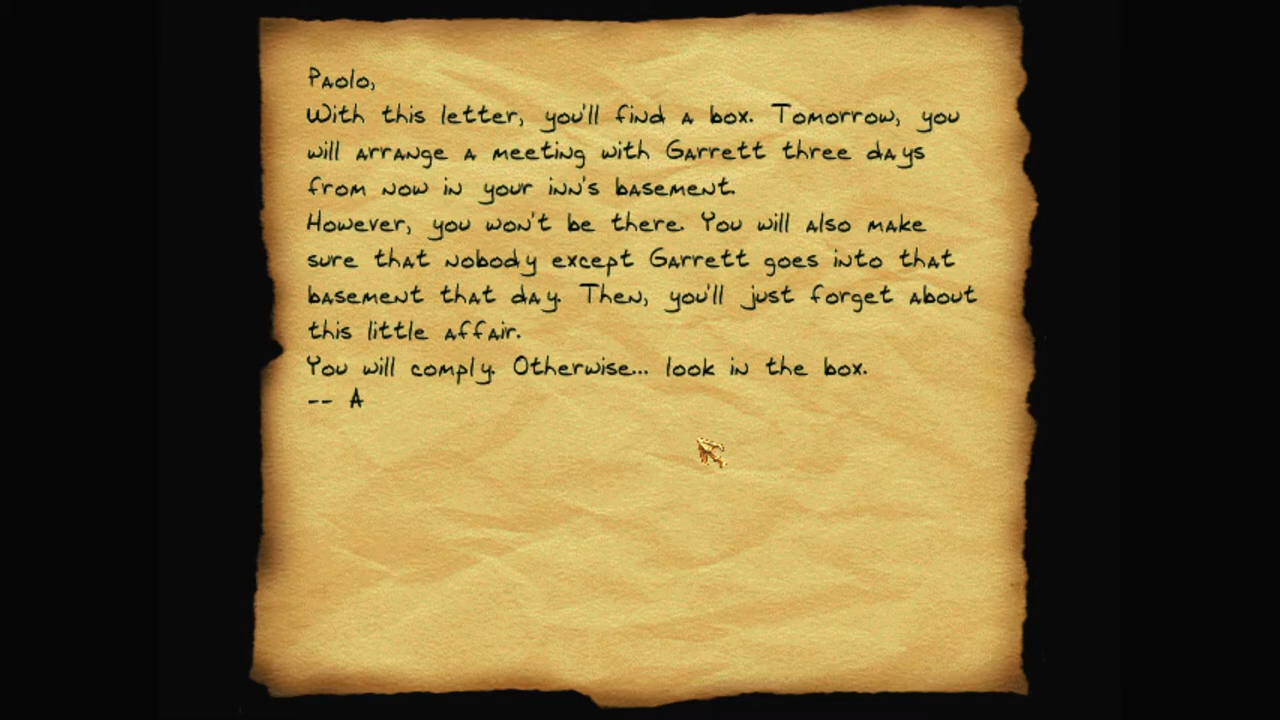 Paolo,
With this letter, you'll find a box. Tomorrow, you
will arrange a meeting with Garrett three days
from now in your inn's basement.
However, you won't be there. You will also make
sure that nobody except Garrett goes into that
basement that day. Then, you'll just forget about
this little affair.
You will comply. Otherwise... look in the box.
-- A